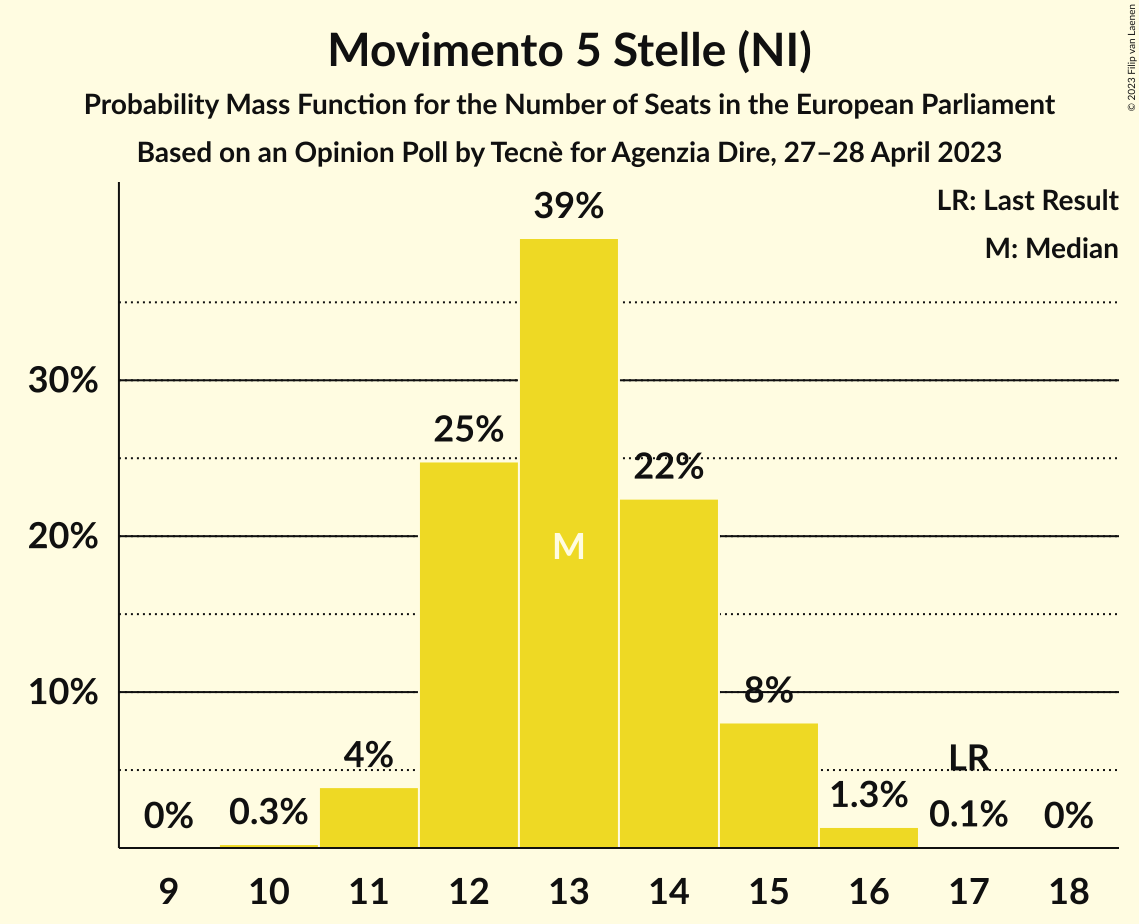 Movimento 5 Stelle (NI)
Probability Mass Function for the Number of Seats in the European Parliament
Based on an Opinion Poll by Tecnè for Agenzia Dire, 27–28 April 2023
© 2023 Filip van Laenen
LR: Last Result
M: Median
39%
30%
25%
22%
20%
M
10%
8%
4%
LR
1.3%
0%
0.3%
0.1%
0%
9 10 11 12 13 14 15 16 17 18